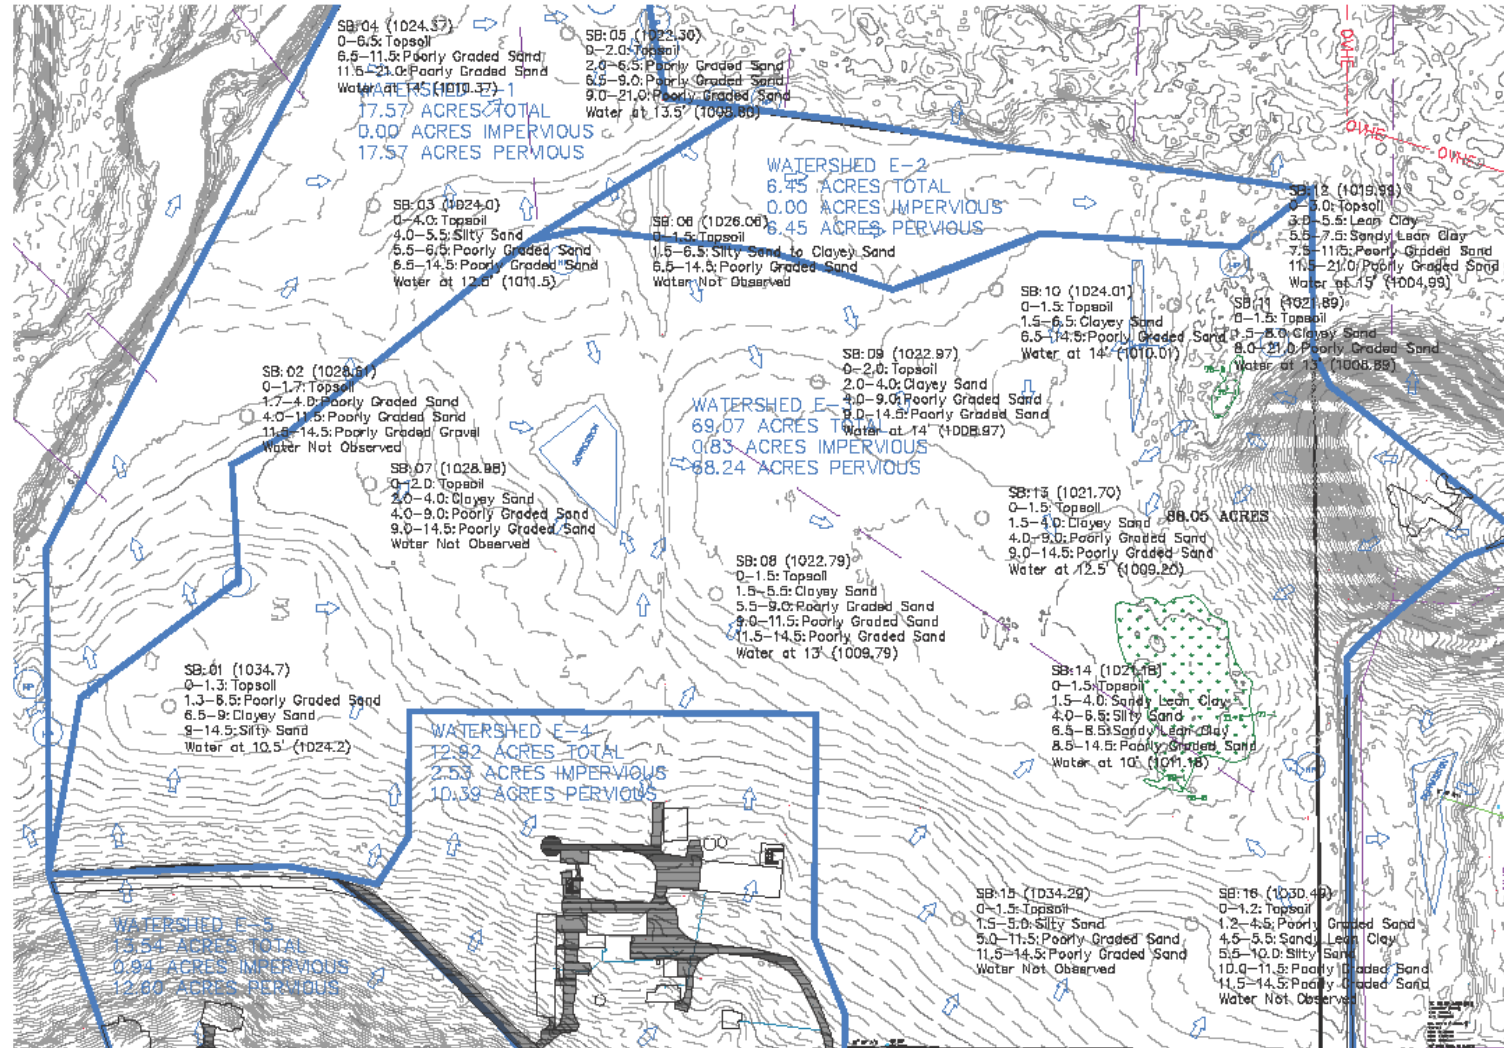 SB:04 (1024.37)
0-6.5: Topsoil
6.5-11.5: Poorly Graded Sand
11.5-21.0: Poorly Graded Sand
Water at 14' (1010.37)
WATERSHED E-1
17.57 ACRES TOTAL
0.00 ACRES IMPERVIOUS
17.57 ACRES PERVIOUS
SB:05 (1022.30)
0-2.0: Topsoil
2.0-6.5: Poorly Graded Sand
6.5-9.0: Poorly Graded Sand
9.0-21.0: Poorly Graded Sand
Water at 13.5' (1008.80)
OVHE
OVHE
OVHE
WATERSHED E-2
6.45 ACRES TOTAL
0.00 ACRES IMPERVIOUS
6.45 ACRES PERVIOUS
SB:03 (1024.0)
0-4.0: Topsoil
4.0-5.5: Silty Sand
5.5-6.5: Poorly Graded Sand
6.5-14.5: Poorly Graded Sand
Water at 12.5' (1011.5)
SB:06 (1026.06)
0-1.5: Topsoil
1.5-6.5: Silty Sand to Clayey Sand
6.5-14.5: Poorly Graded Sand
Water Not Observed
SB:12 (1019.99)
0-3.0: Topsoil
3.0-5.5: Lean Clay
5.5-7.5: Sandy Lean Clay
7.5-11.5: Poorly Graded Sand
11.5-21.0: Poorly Graded Sand
Water at 15' (1004.99)
SB:10 (1024.01)
0-1.5: Topsoil
1.5-6.5: Clayey Sand
6.5-14.5: Poorly Graded Sand
Water at 14' (1010.01)
SB:11 (1021.89)
0-1.5: Topsoil
1.5-8.0: Clayey Sand
8.0-21.0: Poorly Graded Sand
Water at 13' (1008.89)
SB:02 (1028.61)
0-1.7: Topsoil
1.7-4.0: Poorly Graded Sand
4.0-11.5: Poorly Graded Sand
11.5-14.5: Poorly Graded Gravel
Water Not Observed
SB:09 (1022.97)
0-2.0: Topsoil
2.0-4.0: Clayey Sand
4.0-9.0: Poorly Graded Sand
9.0-14.5: Poorly Graded Sand
Water at 14' (1008.97)
WATERSHED E-3
69.07 ACRES TOTAL
0.83 ACRES IMPERVIOUS
68.24 ACRES PERVIOUS
SB:07 (1028.98)
0-2.0: Topsoil
2.0-4.0: Clayey Sand
4.0-9.0: Poorly Graded Sand
9.0-14.5: Poorly Graded Sand
Water Not Observed
SB:13 (1021.70)
0-1.5: Topsoil
1.5-4.0: Clayey Sand
4.0-9.0: Poorly Graded Sand
9.0-14.5: Poorly Graded Sand
Water at 12.5' (1009.20)
88.05 ACRES
SB:08 (1022.79)
0-1.5: Topsoil
1.5-5.5: Clayey Sand
5.5-9.0: Poorly Graded Sand
9.0-11.5: Poorly Graded Sand
11.5-14.5: Poorly Graded Sand
Water at 13' (1009.79)
SB:01 (1034.7)
0-1.3: Topsoil
1.3-6.5: Poorly Graded Sand
6.5-9: Clayey Sand
9-14.5: Silty Sand
Water at 10.5' (1024.2)
HP
SB:14 (1021.18)
0-1.5: Topsoil
1.5-4.0: Sandy Lean Clay
4.0-6.5: Silty Sand
6.5-8.5: Sandy Lean Clay
8.5-14.5: Poorly Graded Sand
Water at 10' (1011.18)
HP
WATERSHED E-4
12.92 ACRES TOTAL
2.53 ACRES IMPERVIOUS
10.39 ACRES PERVIOUS
SB:15 (1034.29)
0-1.5: Topsoil
1.5-5.0: Silty Sand
5.0-11.5: Poorly Graded Sand
11.5-14.5: Poorly Graded Sand
Water Not Observed
SB:16 (1030.49)
0-1.2: Topsoil
1.2-4.5: Poorly Graded Sand
4.5-5.5: Sandy Lean Clay
5.5-10.0: Silty Sand
10.0-11.5: Poorly Graded Sand
11.5-14.5: Poorly Graded Sand
Water Not Observed
WATERSHED E-5
13.54 ACRES TOTAL
0.94 ACRES IMPERVIOUS
12.60 ACRES PERVIOUS